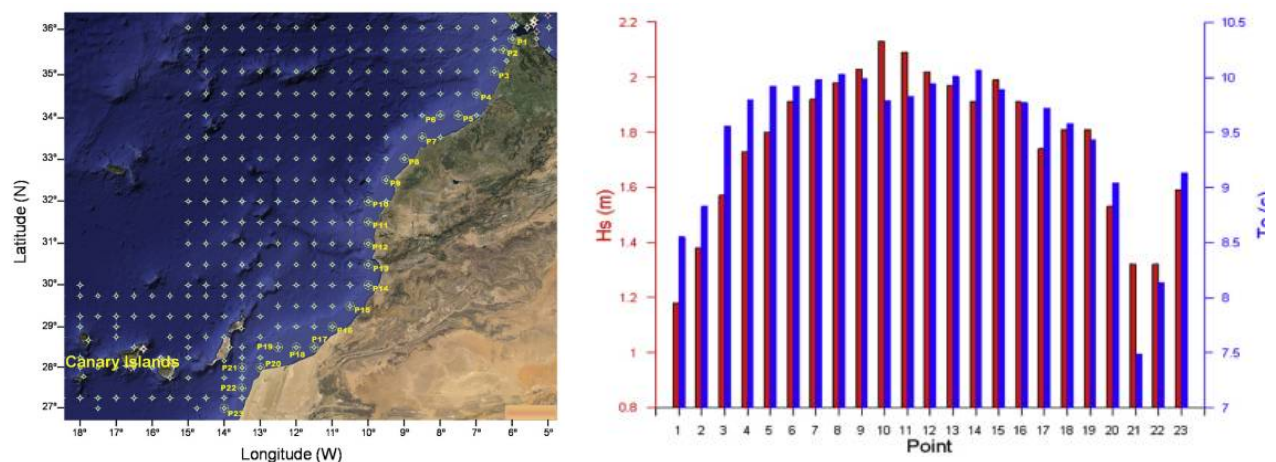 36°
35°
34°
33°
32°
31°
30°
29°
28°
27°
Latitude (N)
P1
P2
P3
P4
P6 P5
P7
P8
P9
P10
P11
P12
P13
P14
P15
P16
P17
P19 P18
P21 P20
P22
P23
Canary Islands
18° 17° 16° 15° 14° 13° 12° 11° 10° 9° 8° 7° 6° 5°
Longitude (W)
2.2
2
1.8
1.6
1.4
1.2
1
0.8
Hs (m)
10.5
10
9.5
9
8.5
8
7.5
7
1 2 3 4 5 6 7 8 9 10 11 12 13 14 15 16 17 18 19 20 21 22 23
Point